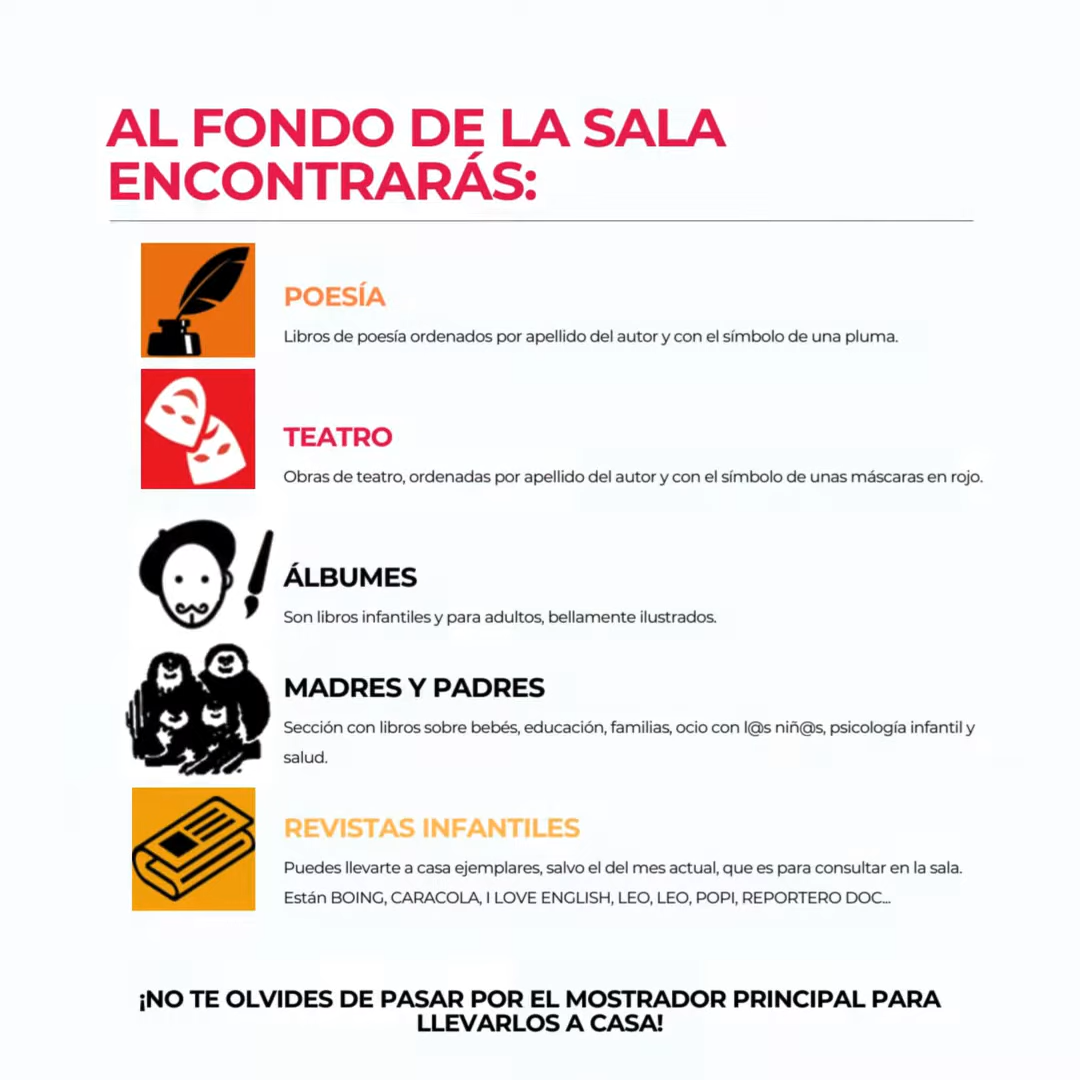 AL FONDO DE LA SALA
ENCONTRARÁS:
POESÍA
Libros de poesía ordenados por apellido del autor y con el símbolo de una pluma.
TEATRO
Obras de teatro, ordenadas por apellido del autor y con el símbolo de unas máscaras en rojo.
ÁLBUMES
Son libros infantiles y para adultos, bellamente ilustrados.
MADRES Y PADRES
Sección con libros sobre bebés, educación, familias, ocio con l@s niñ@s, psicología infantil y
salud.
REVISTAS INFANTILES
Puedes llevarte a casa ejemplares, salvo el del mes actual, que es para consultar en la sala.
Están BOING, CARACOLA, I LOVE ENGLISH, LEO, LEO, POPI, REPORTERO DOC...
¡NO TE OLVIDES DE PASAR POR EL MOSTRADOR PRINCIPAL PARA
LLEVARLOS A CASA!